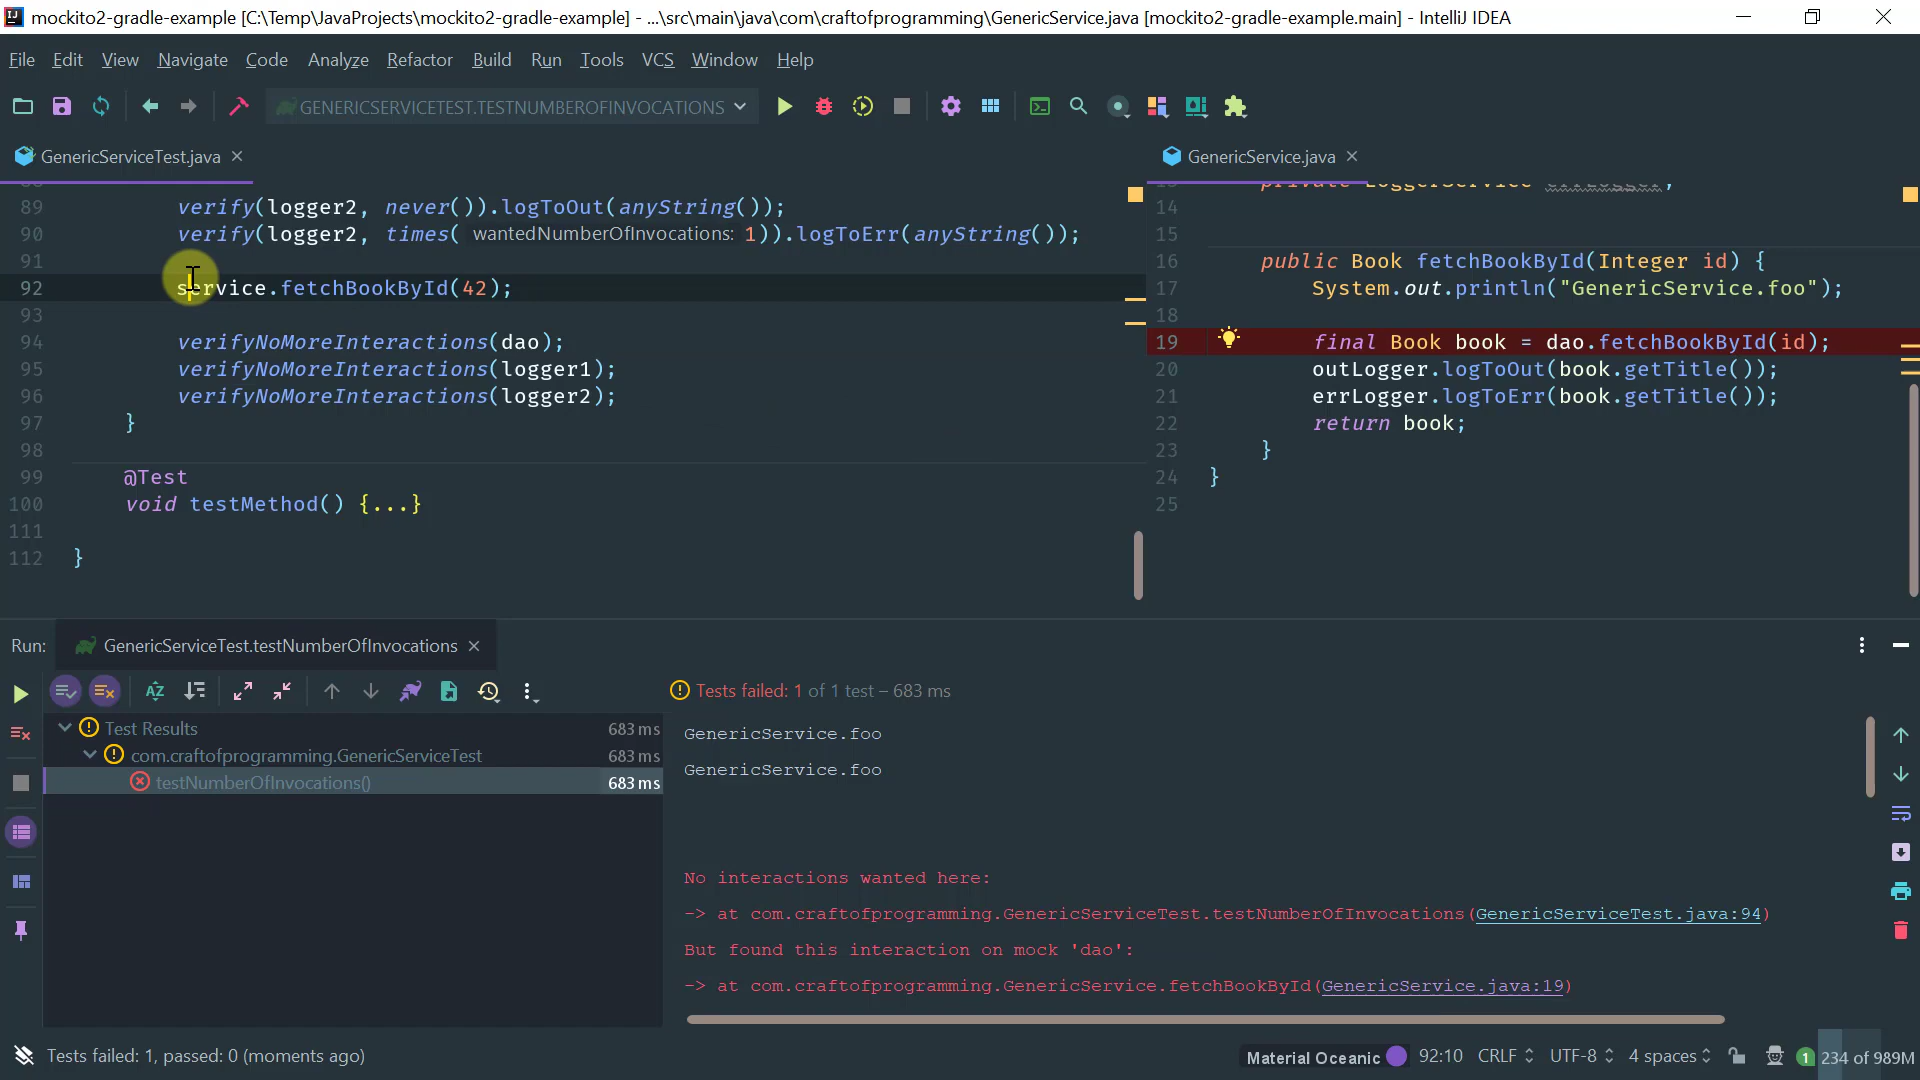 mockito2-gradle-example [C:\Temp\JavaProjects\mockito2-gradle-example] - ...\src\main\java\com\craftofprogramming\GenericService.java [mockito2-gradle-example.main] - IntelliJ IDEA
File Edit View Navigate Code Analyze Refactor Build Run Tools VCS Window Help
GENERICSERVICETEST.TESTNUMBEROFINVOCATIONS
GenericServiceTest.java
89 verify(logger2, never()).logToOut(anyString());
90 verify(logger2, times( wantedNumberOfInvocations: 1)).logToErr(anyString());
91
92 service.fetchBookById(42);
93
94 verifyNoMoreInteractions(dao);
95 verifyNoMoreInteractions(logger1);
96 verifyNoMoreInteractions(logger2);
97 }
98
99 @Test
100 void testMethod() {...}
111
112 }
GenericService.java
private LoggerService errLogger;
14
15
16 public Book fetchBookById(Integer id) {
17 System.out.println("GenericService.foo");
18
19 final Book book = dao.fetchBookById(id);
20 outLogger.logToOut(book.getTitle());
21 errLogger.logToErr(book.getTitle());
22 return book;
23 }
24 }
25
Run: GenericServiceTest.testNumberOfInvocations
Tests failed: 1 of 1 test – 683 ms
Test Results 683 ms
com.craftofprogramming.GenericServiceTest 683 ms
testNumberOfInvocations() 683 ms
GenericService.foo
GenericService.foo
No interactions wanted here:
-> at com.craftofprogramming.GenericServiceTest.testNumberOfInvocations(GenericServiceTest.java:94)
But found this interaction on mock 'dao':
-> at com.craftofprogramming.GenericService.fetchBookById(GenericService.java:19)
Tests failed: 1, passed: 0 (moments ago)
Material Oceanic 92:10 CRLF UTF-8 4 spaces 1 234 of 989M